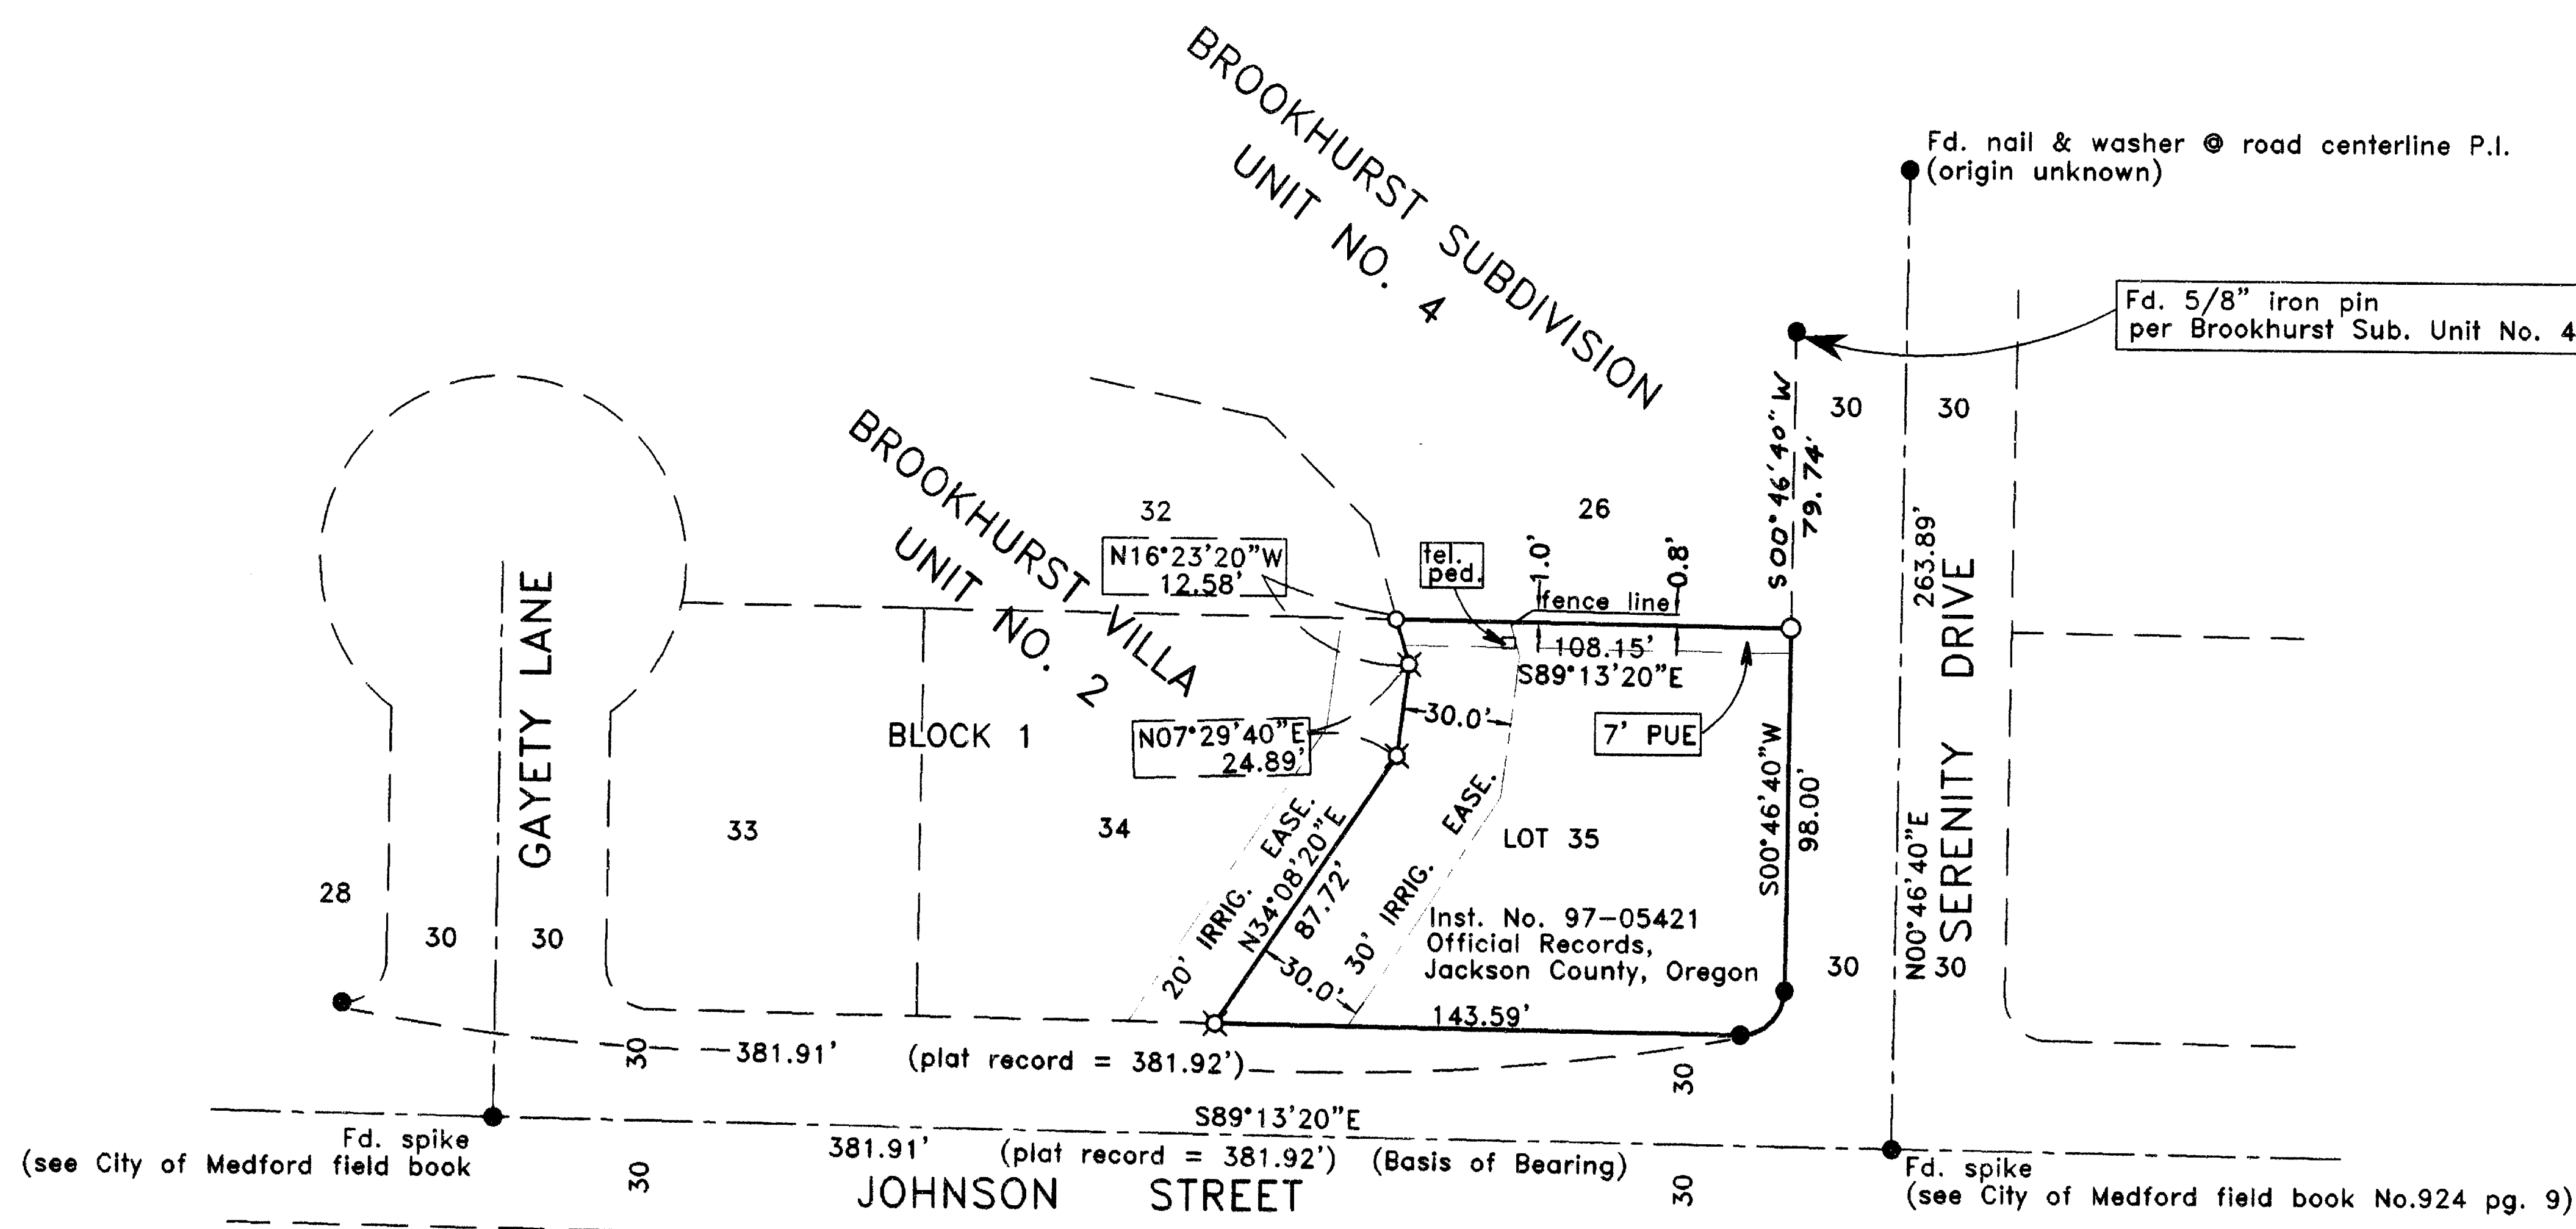 BROOKHURST SUBDIVISION
UNIT NO. 4
Fd. nail & washer @ road centerline P.I.
(origin unknown)
Fd. 5/8" iron pin
per Brookhurst Sub. Unit No. 4
BROOKHURST VILLA
UNIT NO. 2
30
30
S00°46'40"W
79.74'
32
26
N16°23'20"W
12.58'
tel.
ped.
1.0'
0.8'
fence line
108.15'
S89°13'20"E
263.89'
N00°46'40"E
SERENITY DRIVE
GAYETY LANE
BLOCK 1
N07°29'40"E
24.89'
30.0'
7' PUE
S00°46'40"W
98.00'
33
34
LOT 35
28
30
30
20' IRRIG. EASE.
N34°08'20"E
87.72'
30' IRRIG. EASE.
30.0'
Inst. No. 97-05421
Official Records,
Jackson County, Oregon
30
30
143.59'
30
381.91' (plat record = 381.92')
30
S89°13'20"E
381.91' (plat record = 381.92') (Basis of Bearing)
Fd. spike
(see City of Medford field book
30
JOHNSON STREET
30
Fd. spike
(see City of Medford field book No.924 pg. 9)